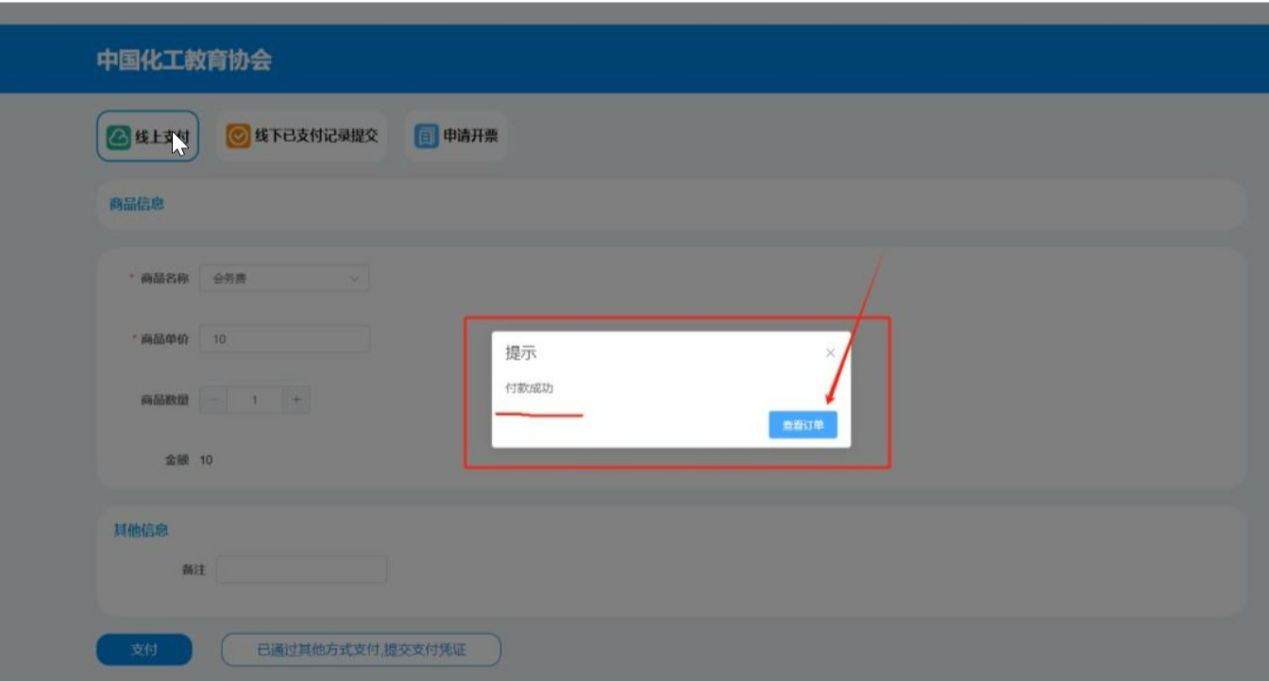 中国化工教育协会
线上支付
线下已支付记录提交
申请开票
商品信息
* 商品名称 会务费
* 商品单价 10
提示
付款成功
商品数量 - 1 +
查看订单
金额 10
其他信息
备注
支付
已通过其他方式支付,提交支付凭证